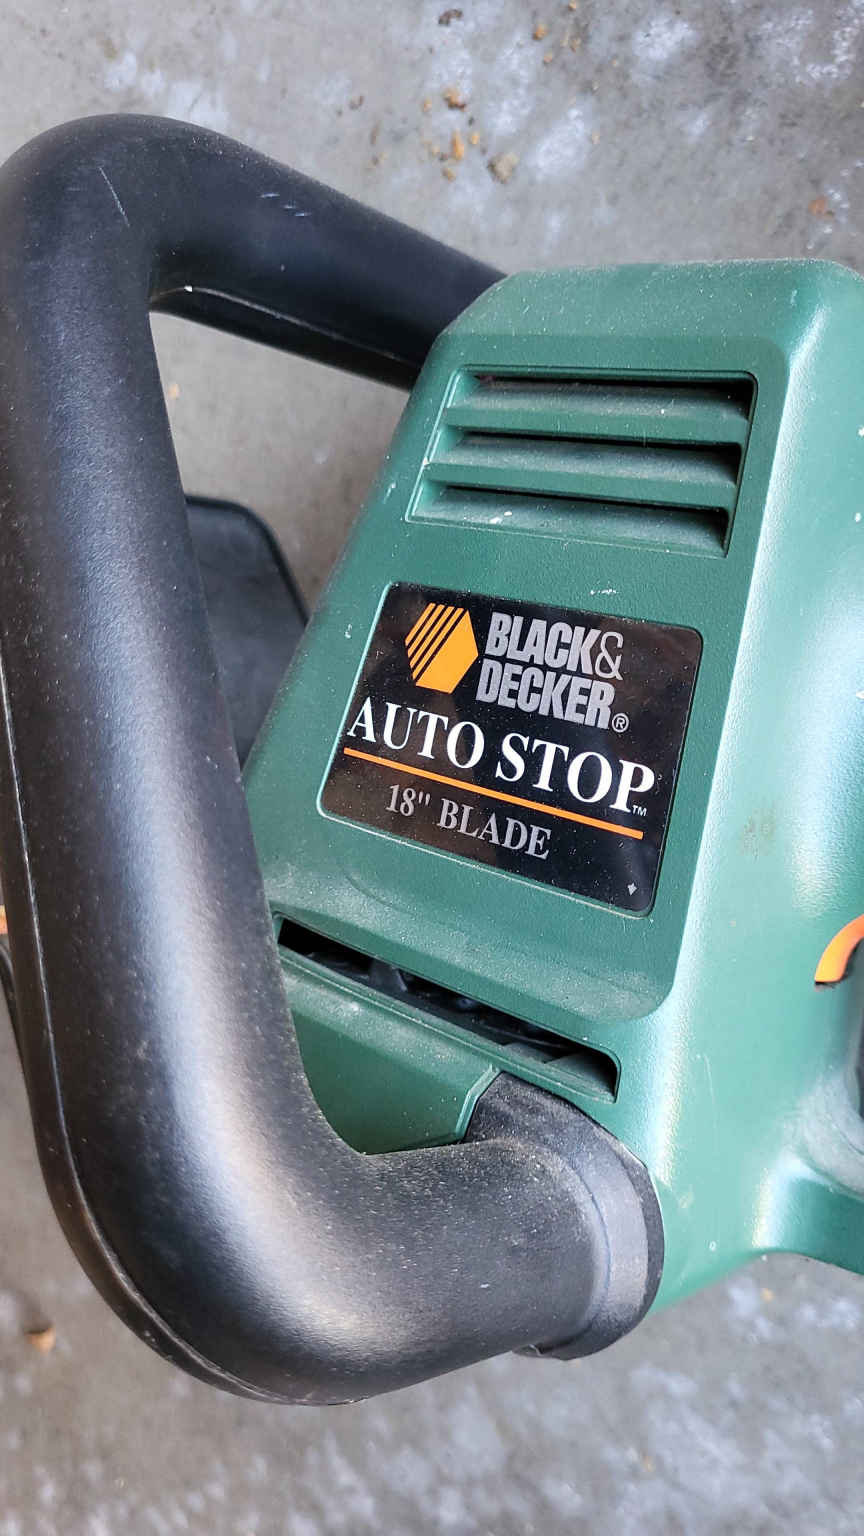 BLACK&
DECKER®
AUTO STOP™
18" BLADE